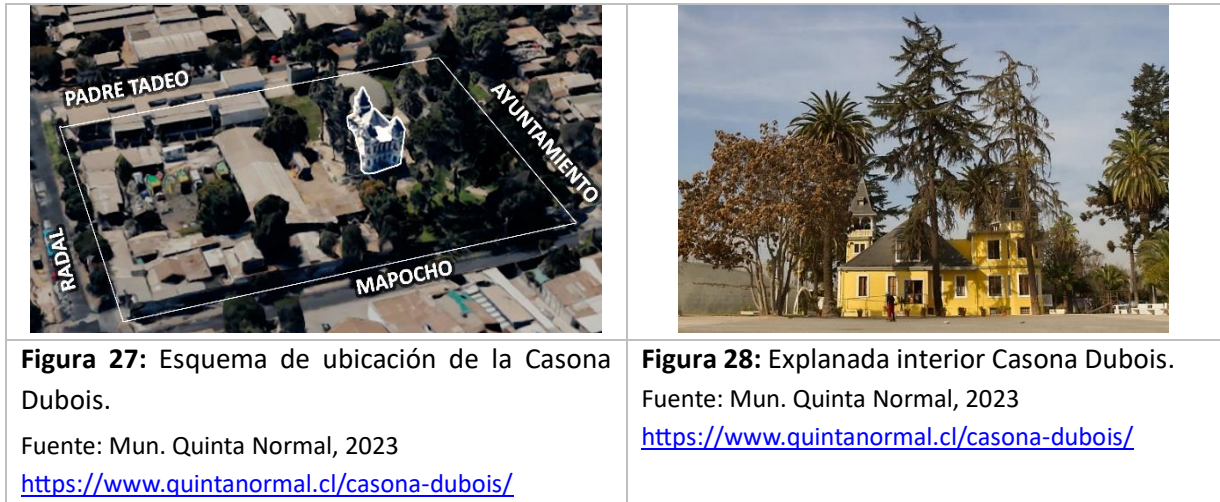 PADRE TADEO
AYUNTAMIENTO
RADAL
MAPOCHO
Figura 27: Esquema de ubicación de la Casona
Dubois.
Fuente: Mun. Quinta Normal, 2023
https://www.quintanormal.cl/casona-dubois/
Figura 28: Explanada interior Casona Dubois.
Fuente: Mun. Quinta Normal, 2023
https://www.quintanormal.cl/casona-dubois/